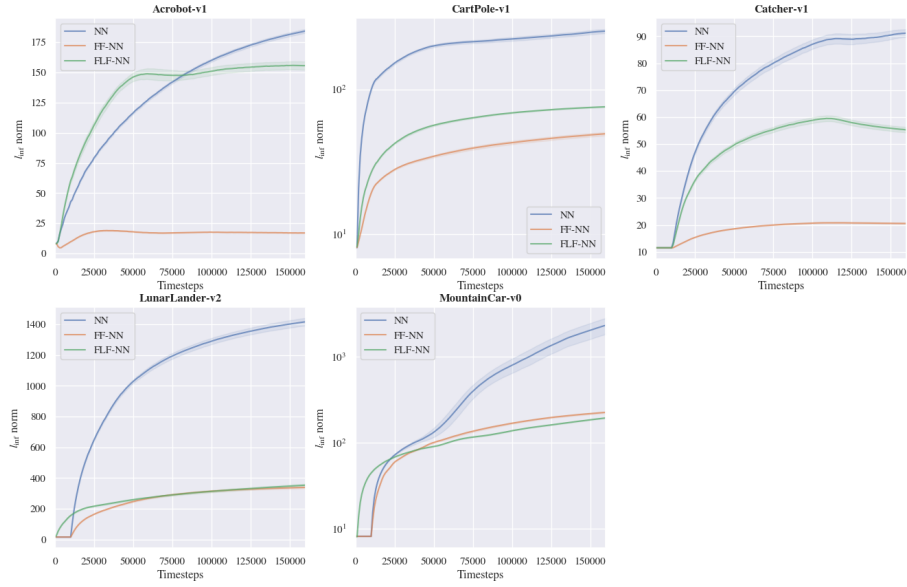 Acrobot-v1
l_inf norm
175
150
125
100
75
50
25
0
NN
FF-NN
FLF-NN
0 25000 50000 75000 100000 125000 150000
Timesteps
CartPole-v1
l_inf norm
10²
10¹
NN
FF-NN
FLF-NN
0 25000 50000 75000 100000 125000 150000
Timesteps
Catcher-v1
l_inf norm
90
80
70
60
50
40
30
20
10
NN
FF-NN
FLF-NN
0 25000 50000 75000 100000 125000 150000
Timesteps
LunarLander-v2
l_inf norm
1400
1200
1000
800
600
400
200
0
NN
FF-NN
FLF-NN
0 25000 50000 75000 100000 125000 150000
Timesteps
MountainCar-v0
l_inf norm
10³
10²
10¹
NN
FF-NN
FLF-NN
0 25000 50000 75000 100000 125000 150000
Timesteps